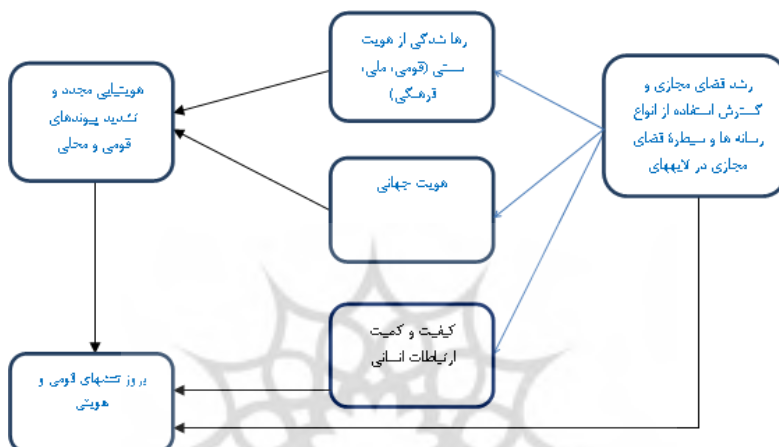 رشد فضای مجازی و
گسترش استفاده از انواع
رسانه ها و سیطرۀ فضای
مجازی در لایههای
رها شدگی از هویت
سنتی (قومی، ملی،
فرهنگی)
هویت جهانی
کیفیت و کمیت
ارتباطات انسانی
هویتیابی مجدد و
تشدید پیوندهای
قومی و محلی
بروز تنشهای قومی و
هویتی